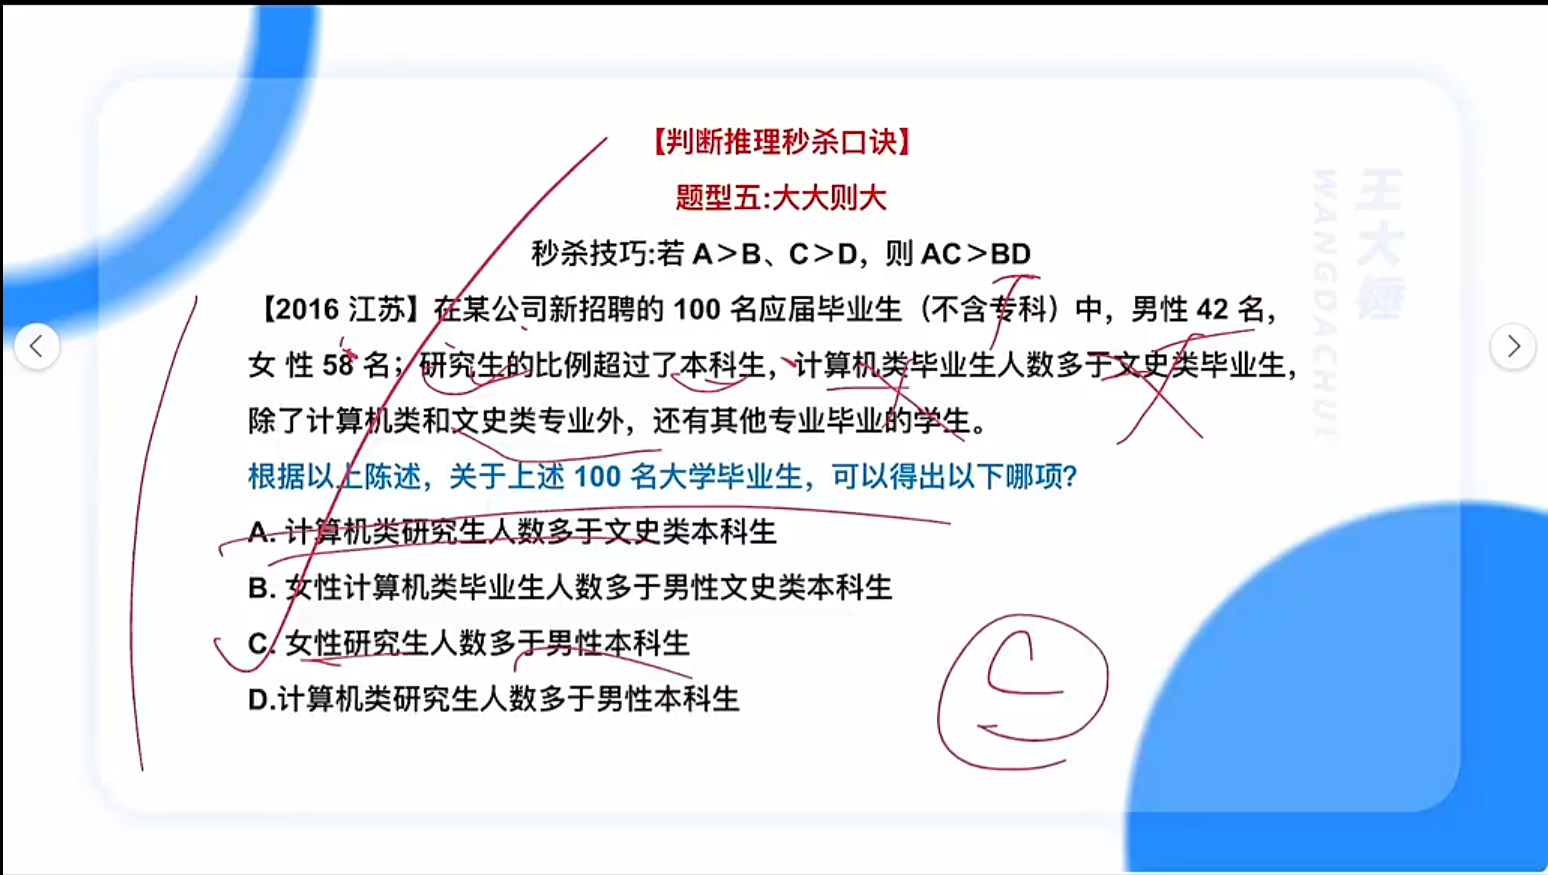 【判断推理秒杀口诀】
题型五:大大则大
秒杀技巧:若 A>B、C>D，则 AC>BD
【2016 江苏】在某公司新招聘的 100 名应届毕业生（不含专科）中，男性 42 名，
女 性 58 名；研究生的比例超过了本科生，计算机类毕业生人数多于文史类毕业生，
除了计算机类和文史类专业外，还有其他专业毕业的学生。
根据以上陈述，关于上述 100 名大学毕业生，可以得出以下哪项?
A. 计算机类研究生人数多于文史类本科生
B. 女性计算机类毕业生人数多于男性文史类本科生
C. 女性研究生人数多于男性本科生
D.计算机类研究生人数多于男性本科生
C
王大锤
WANGDACHUI